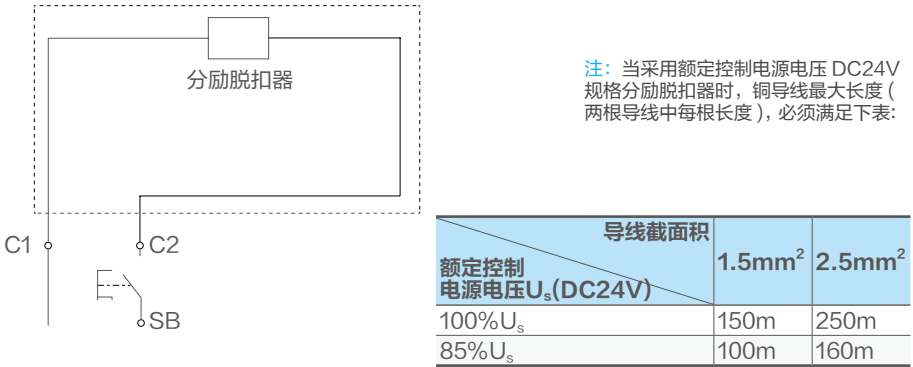 分励脱扣器
C1
C2
SB
注：当采用额定控制电源电压 DC24V
规格分励脱扣器时，铜导线最大长度 (
两根导线中每根长度 ), 必须满足下表:
导线截面积
额定控制
电源电压Uₛ(DC24V)
1.5mm² 2.5mm²
100%Uₛ 150m 250m
85%Uₛ 100m 160m